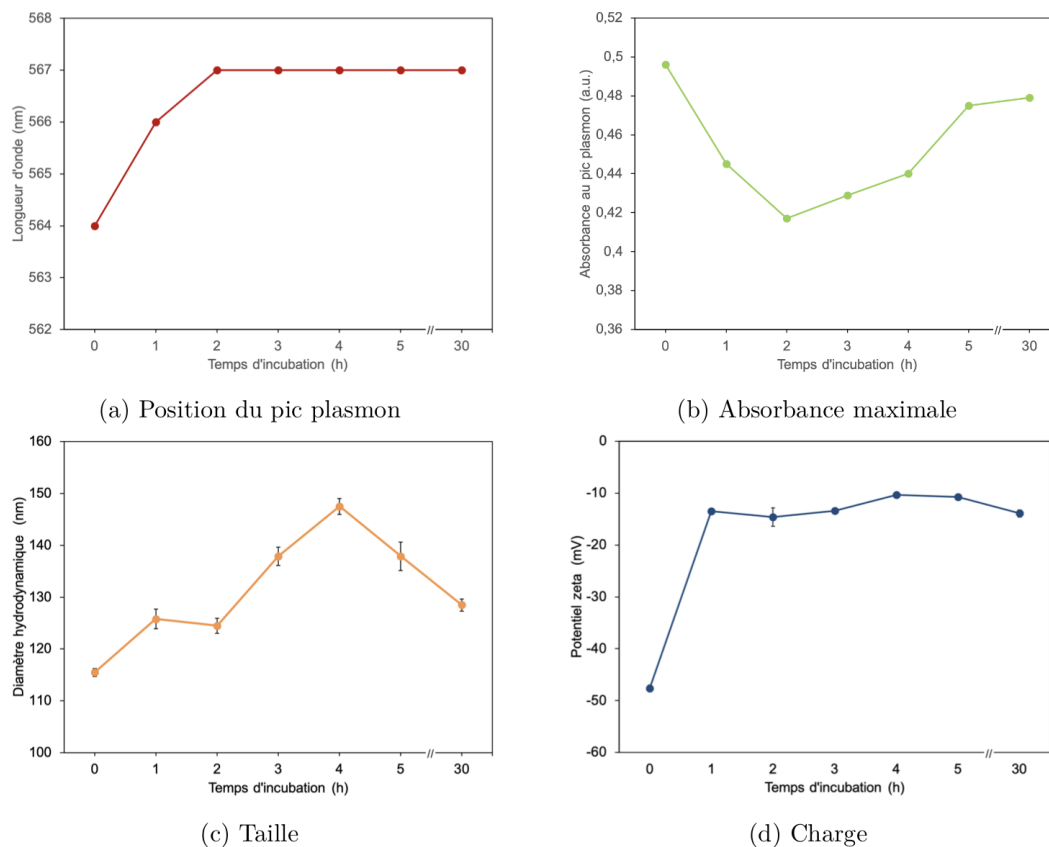 568
567
566
565
564
563
562
Longueur d'onde (nm)
0 1 2 3 4 5 // 30
Temps d'incubation (h)
(a) Position du pic plasmon
0,52
0,5
0,48
0,46
0,44
0,42
0,4
0,38
0,36
Absorbance au pic plasmon (a.u.)
0 1 2 3 4 5 // 30
Temps d'incubation (h)
(b) Absorbance maximale
160
150
140
130
120
110
100
Diamètre hydrodynamique (nm)
0 1 2 3 4 5 // 30
Temps d'incubation (h)
(c) Taille
0
-10
-20
-30
-40
-50
-60
Potentiel zeta (mV)
0 1 2 3 4 5 // 30
Temps d'incubation (h)
(d) Charge